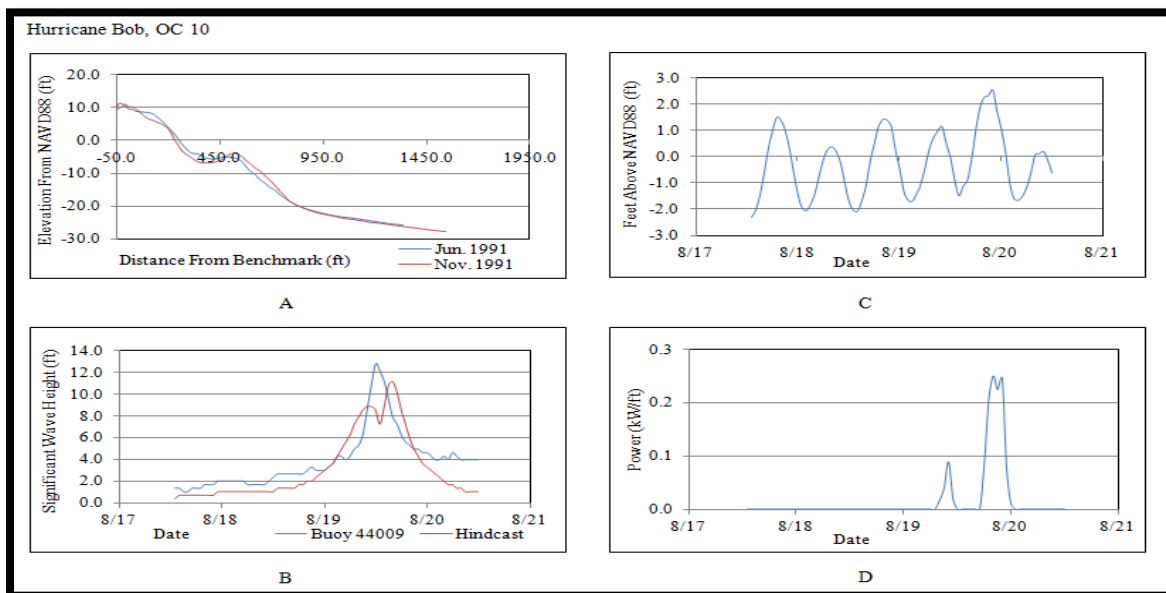 Hurricane Bob, OC 10
Elevation From NAVD88 (ft)
20.0
10.0
0.0
-10.0
-20.0
-30.0
-50.0 450.0 950.0 1450.0 1950.0
Distance From Benchmark (ft)
Jun. 1991
Nov. 1991
A
Feet Above NAVD88 (ft)
3.0
2.0
1.0
0.0
-1.0
-2.0
-3.0
8/17 8/18 8/19 8/20 8/21
Date
C
Significant Wave Height (ft)
14.0
12.0
10.0
8.0
6.0
4.0
2.0
0.0
8/17 8/18 8/19 8/20 8/21
Date
Buoy 44009 Hindcast
B
Power (kW/ft)
0.3
0.2
0.1
0.0
8/17 8/18 8/19 8/20 8/21
Date
D